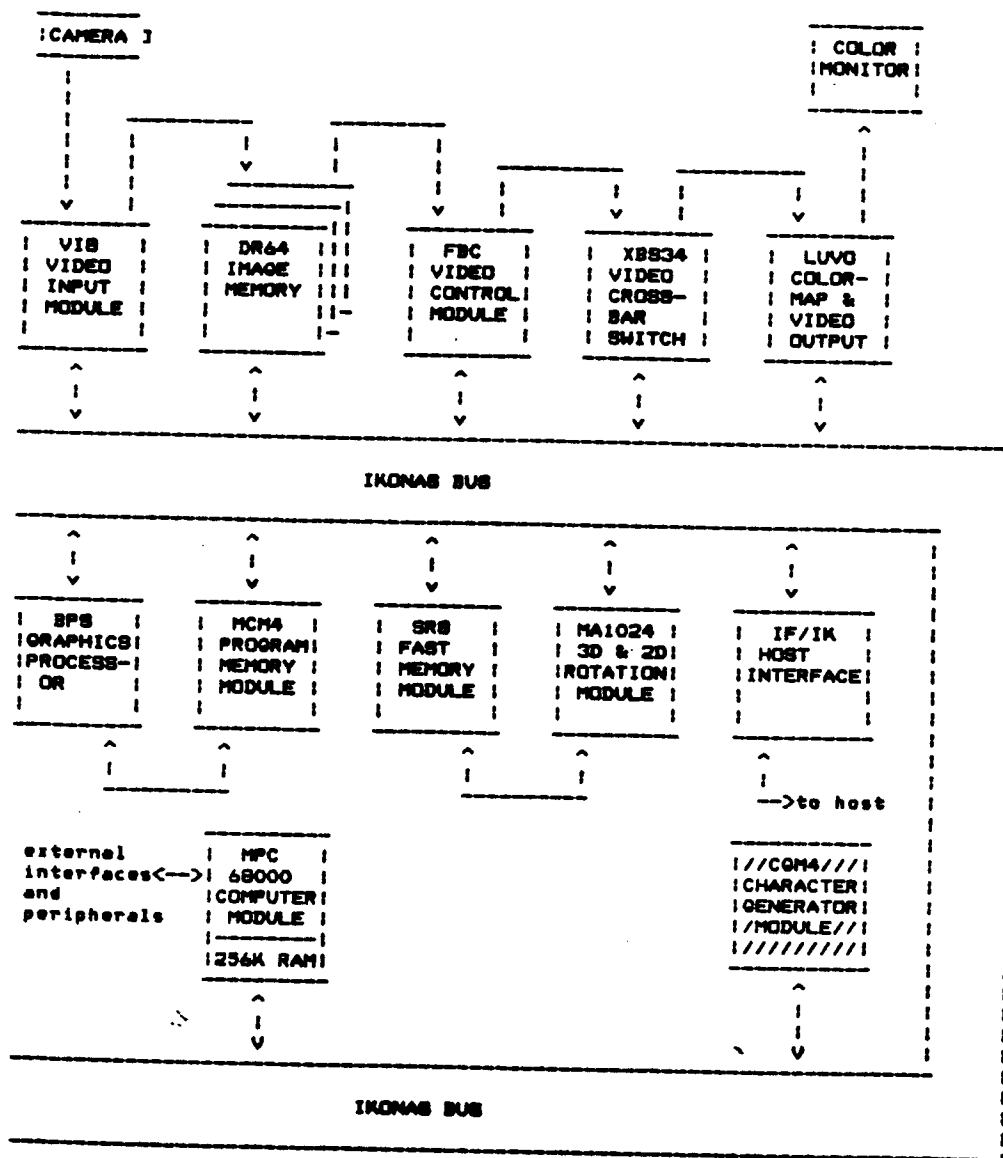 CAMERA
COLOR
MONITOR
VI8
VIDEO
INPUT
MODULE
DR64
IMAGE
MEMORY
FBC
VIDEO
CONTROL
MODULE
XBS34
VIDEO
CROSS-
BAR
SWITCH
LUVO
COLOR-
MAP &
VIDEO
OUTPUT
IKONAS BUS
BPS
GRAPHICS
PROCESS-
OR
MCM4
PROGRAM
MEMORY
MODULE
SR8
FAST
MEMORY
MODULE
MA1024
3D & 2D
ROTATION
MODULE
IF/IK
HOST
INTERFACE
-->to host
external
interfaces<-->
and
peripherals
MPC
68000
COMPUTER
MODULE
256K RAM
//CGM4///
CHARACTER
GENERATOR
/MODULE//
/////////
IKONAS BUS